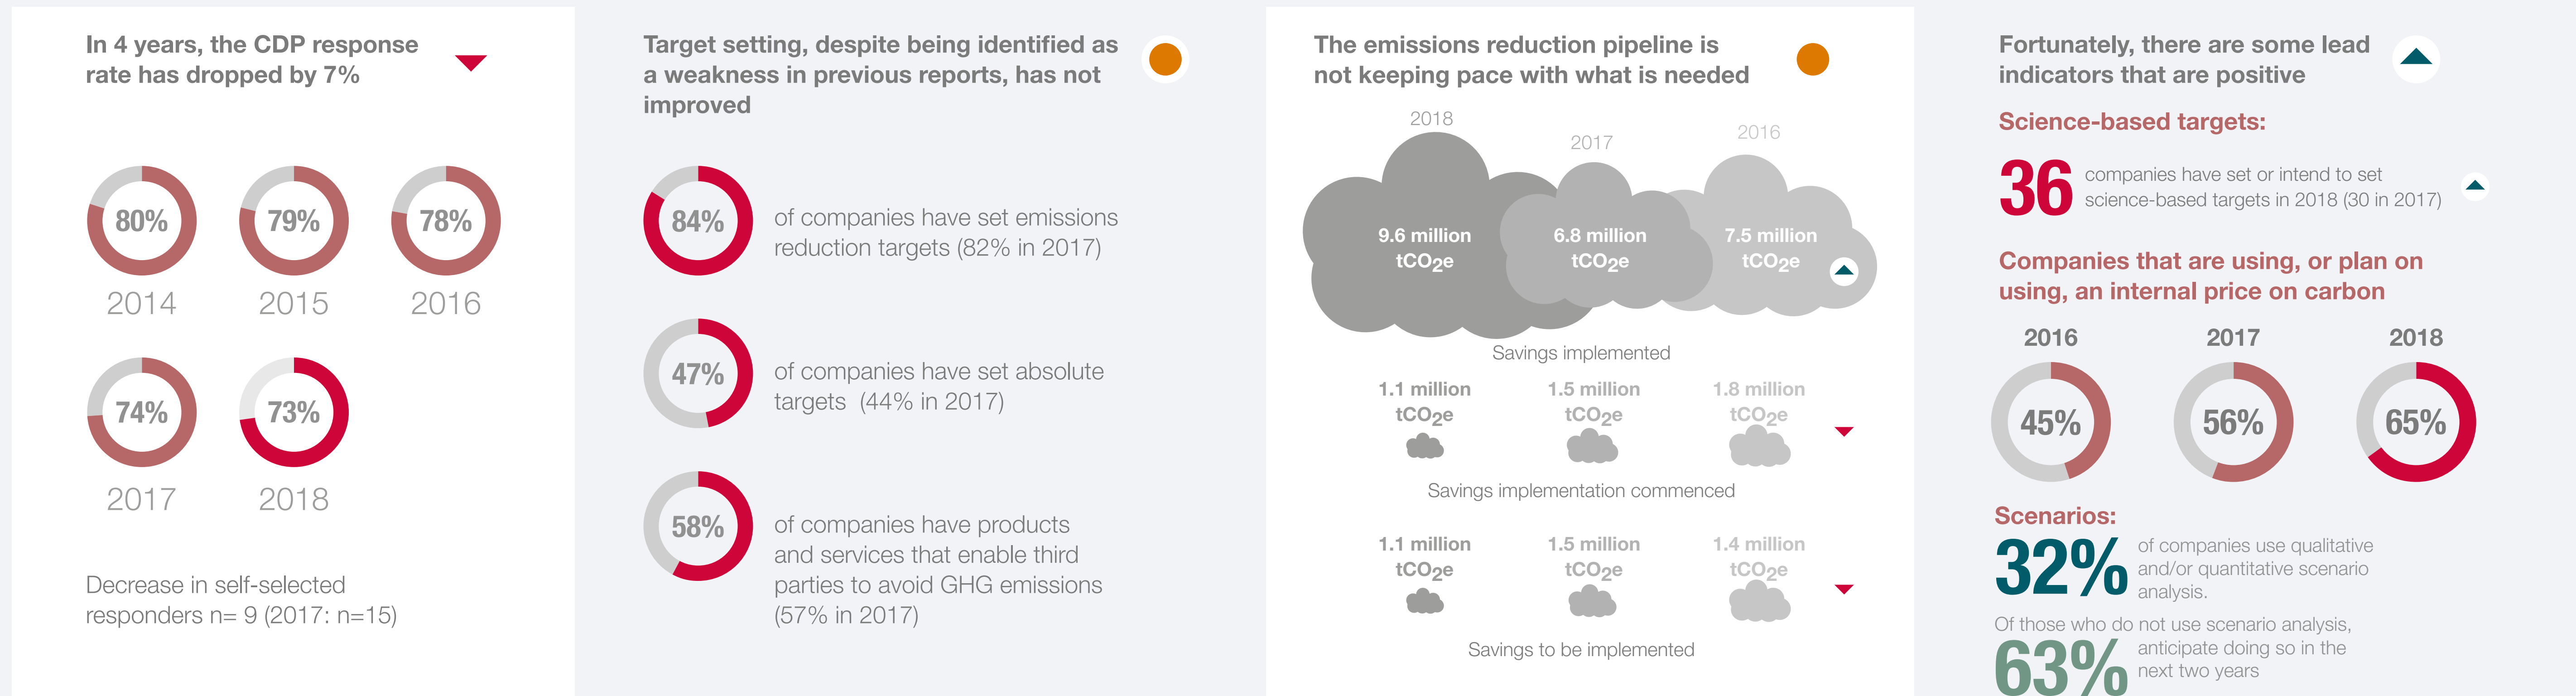 In 4 years, the CDP response
rate has dropped by 7%
80%
79%
78%
2014
2015
2016
74%
73%
2017
2018
Decrease in self-selected
responders n= 9 (2017: n=15)
Target setting, despite being identified as
a weakness in previous reports, has not
improved
84%
of companies have set emissions
reduction targets (82% in 2017)
47%
of companies have set absolute
targets (44% in 2017)
58%
of companies have products
and services that enable third
parties to avoid GHG emissions
(57% in 2017)
The emissions reduction pipeline is
not keeping pace with what is needed
2018
2017
2016
9.6 million
tCO2e
6.8 million
tCO2e
7.5 million
tCO2e
Savings implemented
1.1 million
tCO2e
1.5 million
tCO2e
1.8 million
tCO2e
Savings implementation commenced
1.1 million
tCO2e
1.5 million
tCO2e
1.4 million
tCO2e
Savings to be implemented
Fortunately, there are some lead
indicators that are positive
Science-based targets:
36
companies have set or intend to set
science-based targets in 2018 (30 in 2017)
Companies that are using, or plan on
using, an internal price on carbon
2016
2017
2018
45%
56%
65%
Scenarios:
32%
of companies use qualitative
and/or quantitative scenario
analysis.
Of those who do not use scenario analysis,
63%
anticipate doing so in the
next two years